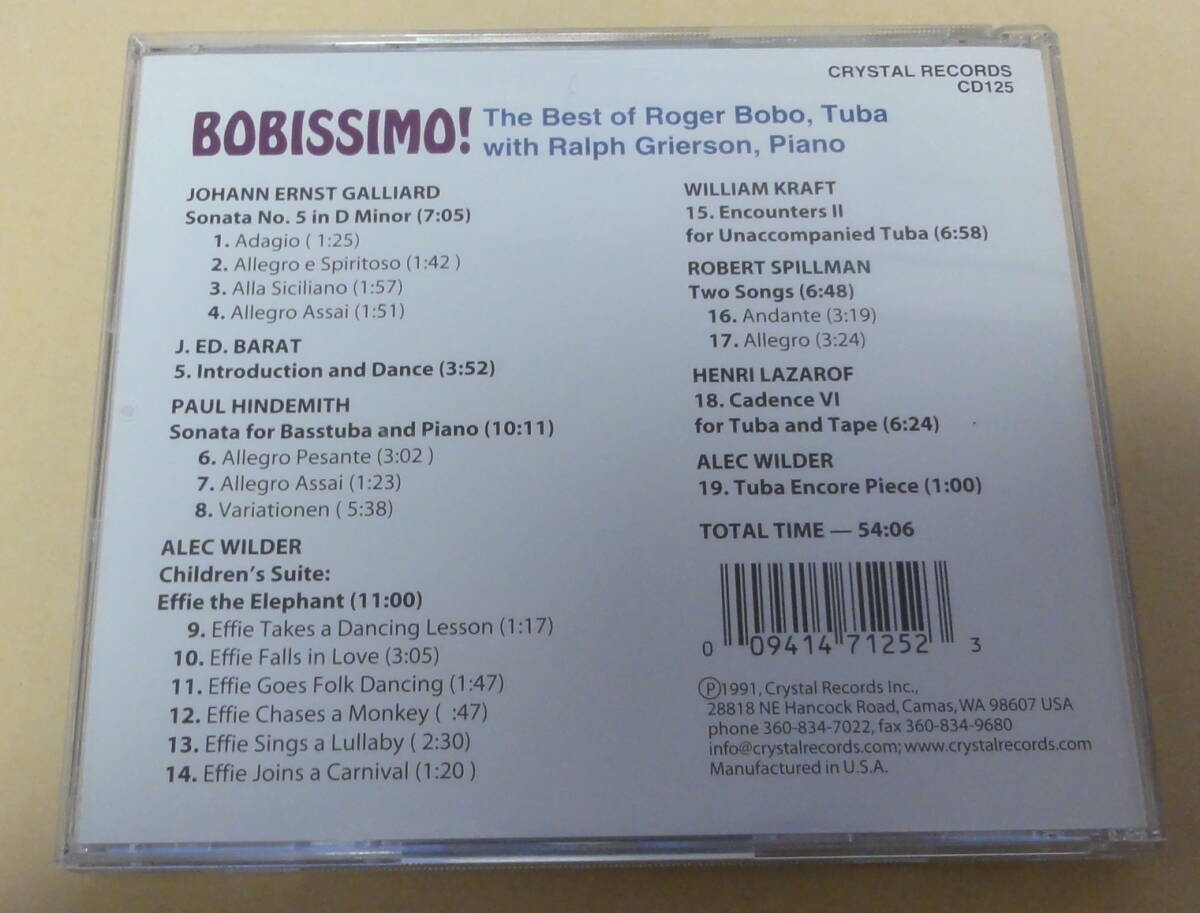 CRYSTAL RECORDS
CD125
BOBISSIMO! The Best of Roger Bobo, Tuba
with Ralph Grierson, Piano
JOHANN ERNST GALLIARD
Sonata No. 5 in D Minor (7:05)
1. Adagio ( 1:25)
2. Allegro e Spiritoso (1:42 )
3. Alla Siciliano (1:57)
4. Allegro Assai (1:51)
J. ED. BARAT
5. Introduction and Dance (3:52)
PAUL HINDEMITH
Sonata for Basstuba and Piano (10:11)
6. Allegro Pesante (3:02 )
7. Allegro Assai (1:23)
8. Variationen ( 5:38)
ALEC WILDER
Children's Suite:
Effie the Elephant (11:00)
9. Effie Takes a Dancing Lesson (1:17)
10. Effie Falls in Love (3:05)
11. Effie Goes Folk Dancing (1:47)
12. Effie Chases a Monkey ( :47)
13. Effie Sings a Lullaby ( 2:30)
14. Effie Joins a Carnival (1:20 )
WILLIAM KRAFT
15. Encounters II
for Unaccompanied Tuba (6:58)
ROBERT SPILLMAN
Two Songs (6:48)
16. Andante (3:19)
17. Allegro (3:24)
HENRI LAZAROF
18. Cadence VI
for Tuba and Tape (6:24)
ALEC WILDER
19. Tuba Encore Piece (1:00)
TOTAL TIME — 54:06
0 09414 71252 3
℗1991, Crystal Records Inc.,
28818 NE Hancock Road, Camas, WA 98607 USA
phone 360-834-7022, fax 360-834-9680
info@crystalrecords.com; www.crystalrecords.com
Manufactured in U.S.A.